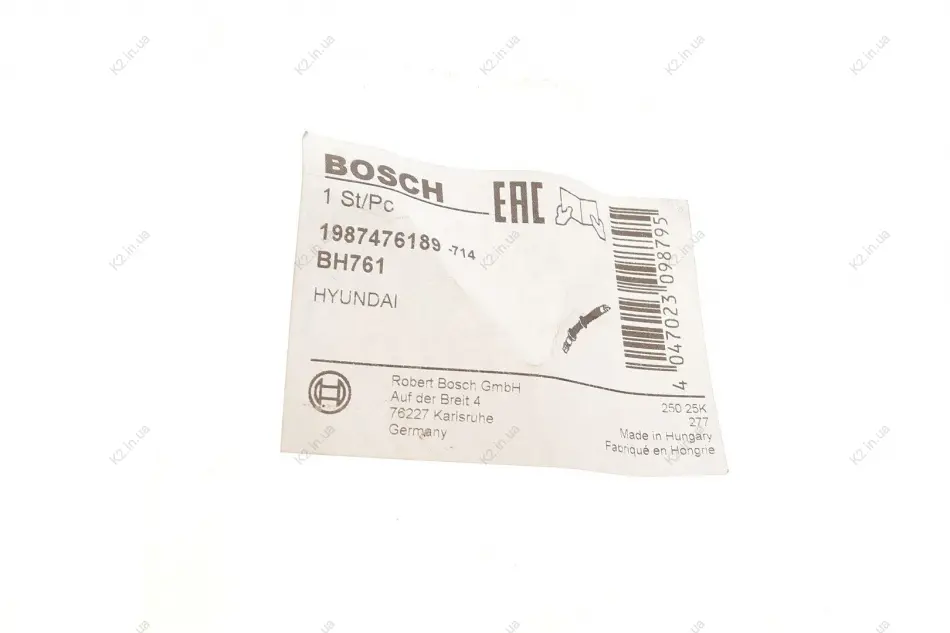 BOSCH
EAC
1 St/Pc
1987476189 -714
BH761
HYUNDAI
4 047023 098795
Robert Bosch GmbH
Auf der Breit 4
76227 Karlsruhe
Germany
250 25K
277
Made in Hungary
Fabriqué en Hongrie
K2.in.ua